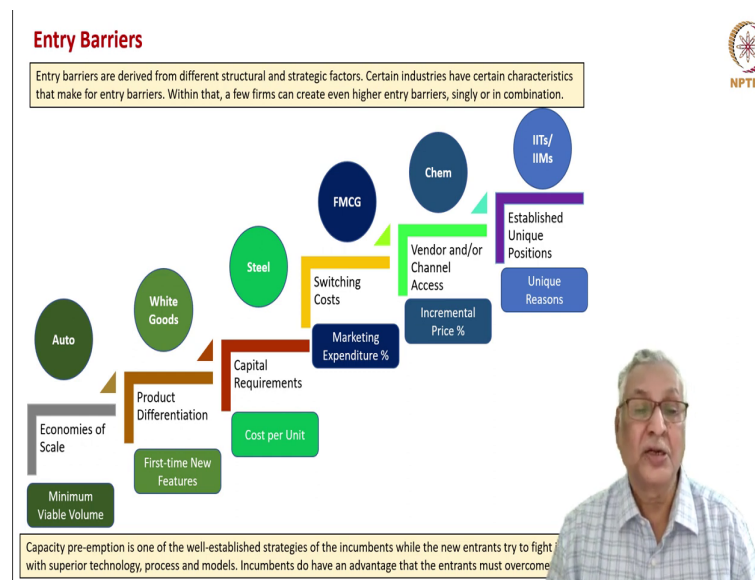 Entry Barriers
NPTE
Entry barriers are derived from different structural and strategic factors. Certain industries have certain characteristics
that make for entry barriers. Within that, a few firms can create even higher entry barriers, singly or in combination.
IITs/
IIMs
Chem
FMCG
Steel
White
Goods
Auto
Established
Unique
Positions
Vendor and/or
Channel
Access
Switching
Costs
Capital
Requirements
Product
Differentiation
Economies of
Scale
Unique
Reasons
Incremental
Price %
Marketing
Expenditure %
Cost per Unit
First-time New
Features
Minimum
Viable Volume
Capacity pre-emption is one of the well-established strategies of the incumbents while the new entrants try to fight
with superior technology, process and models. Incumbents do have an advantage that the entrants must overcome